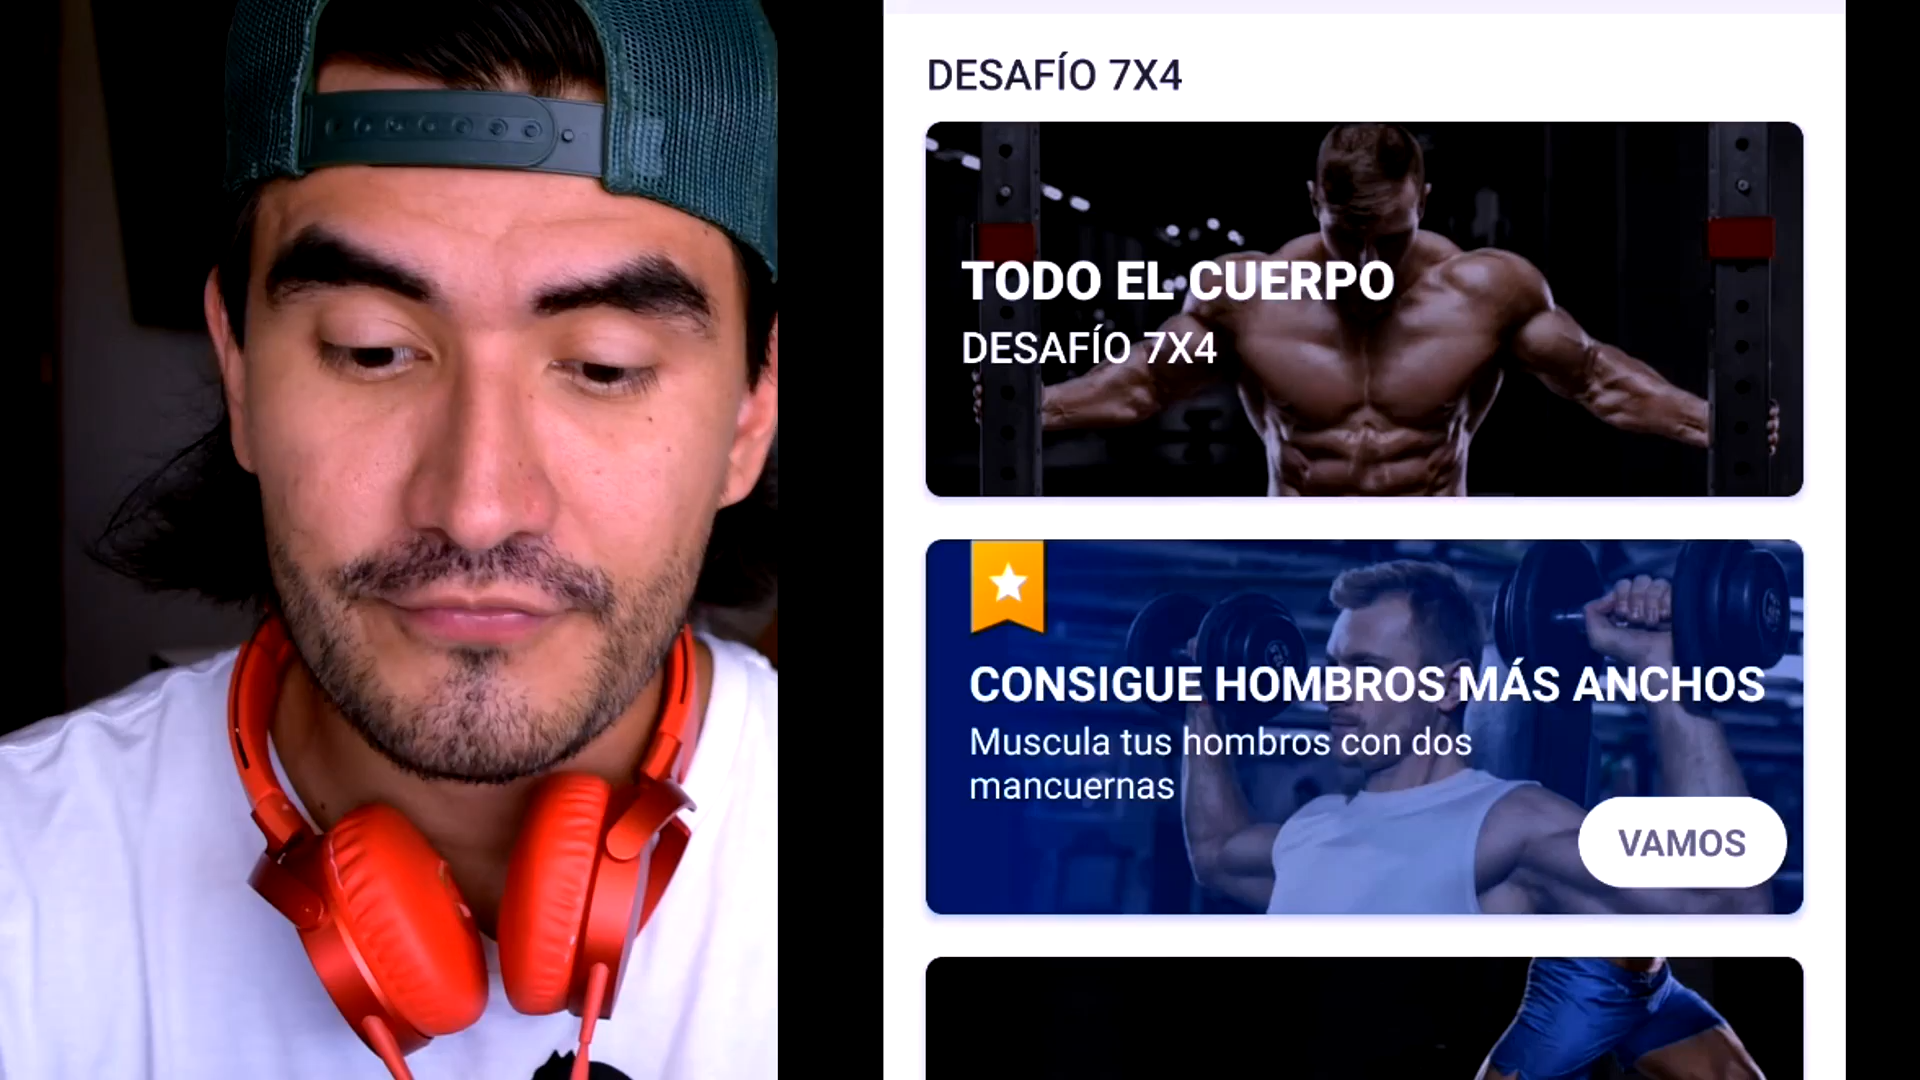 DESAFÍO 7X4
TODO EL CUERPO
DESAFÍO 7X4
CONSIGUE HOMBROS MÁS ANCHOS
Muscula tus hombros con dos
mancuernas
VAMOS